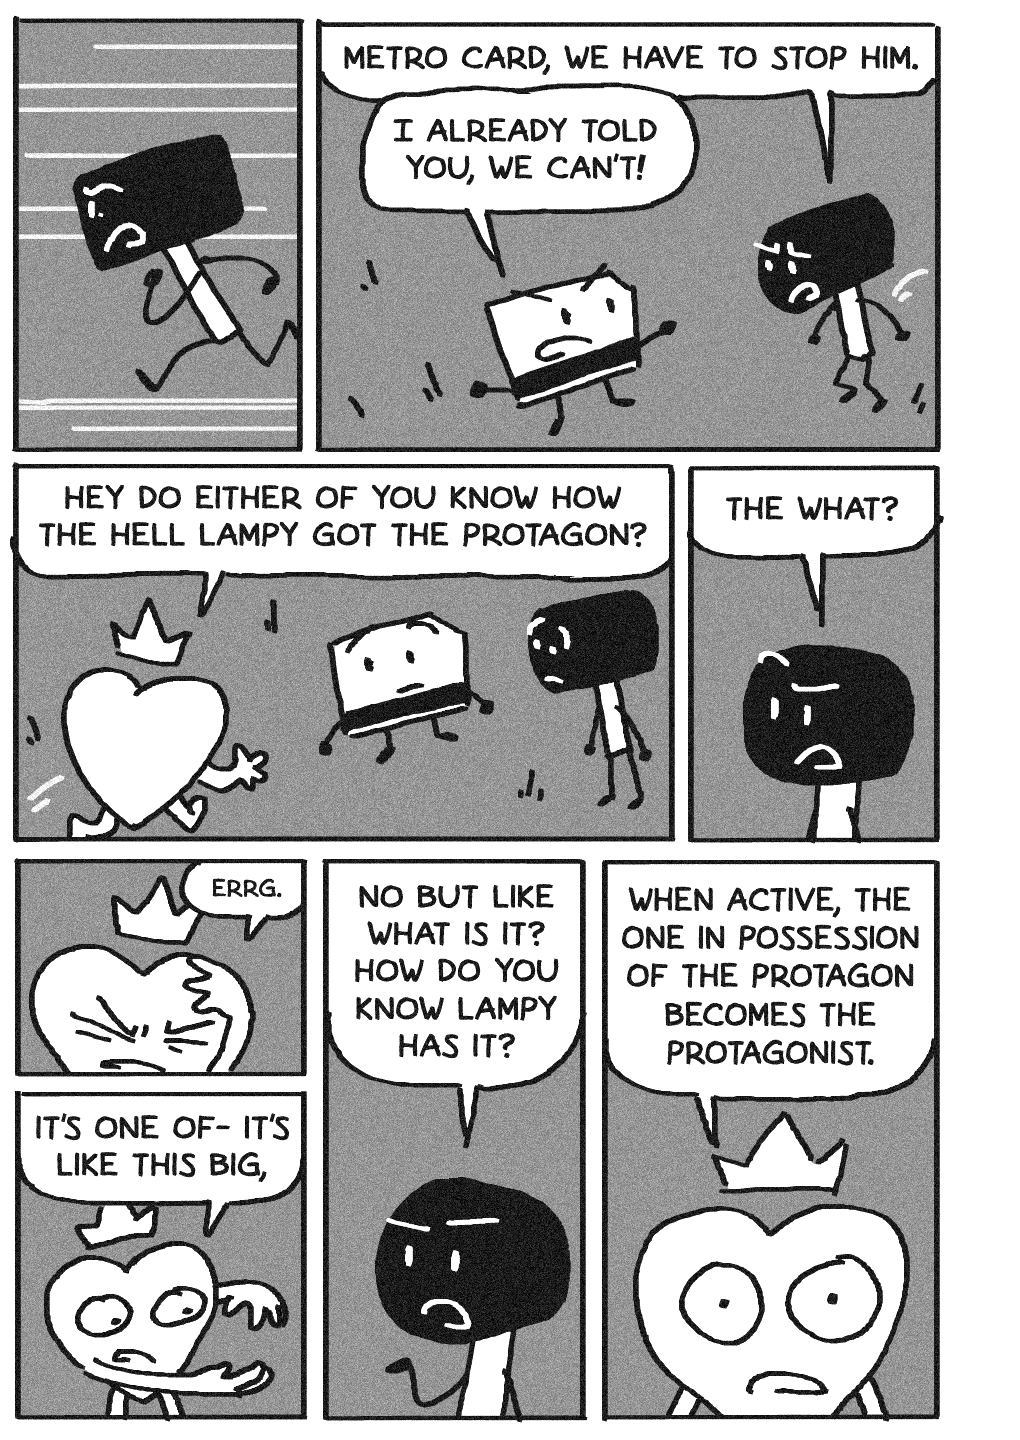 METRO CARD, WE HAVE TO STOP HIM.
I ALREADY TOLD
YOU, WE CAN'T!
HEY DO EITHER OF YOU KNOW HOW
THE HELL LAMPY GOT THE PROTAGON?
THE WHAT?
ERRG.
IT'S ONE OF- IT'S
LIKE THIS BIG,
NO BUT LIKE
WHAT IS IT?
HOW DO YOU
KNOW LAMPY
HAS IT?
WHEN ACTIVE, THE
ONE IN POSSESSION
OF THE PROTAGON
BECOMES THE
PROTAGONIST.